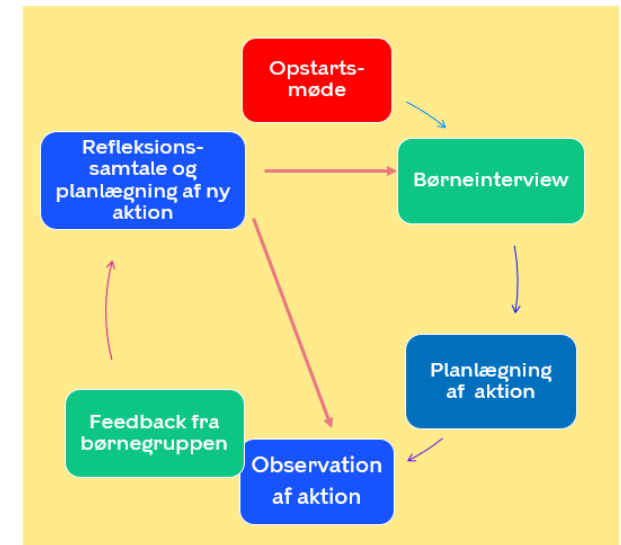 Opstarts-
møde
Børneinterview
Planlægning
af aktion
Observation
af aktion
Feedback fra
børnegruppen
Refleksions-
samtale og
planlægning af ny
aktion